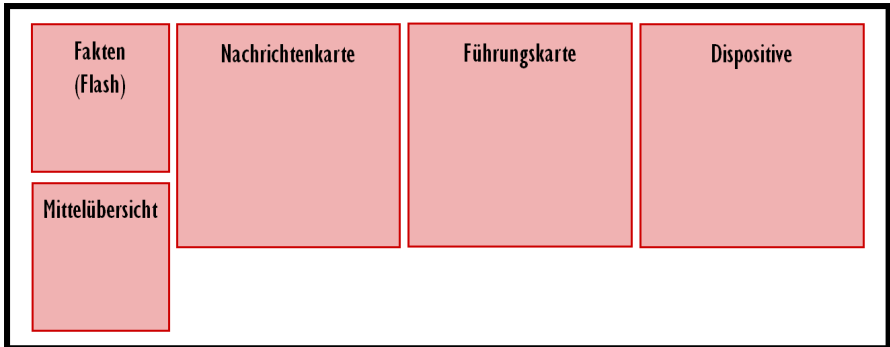 Fakten
(Flash)
Nachrichtenkarte
Führungskarte
Dispositive
Mittelübersicht